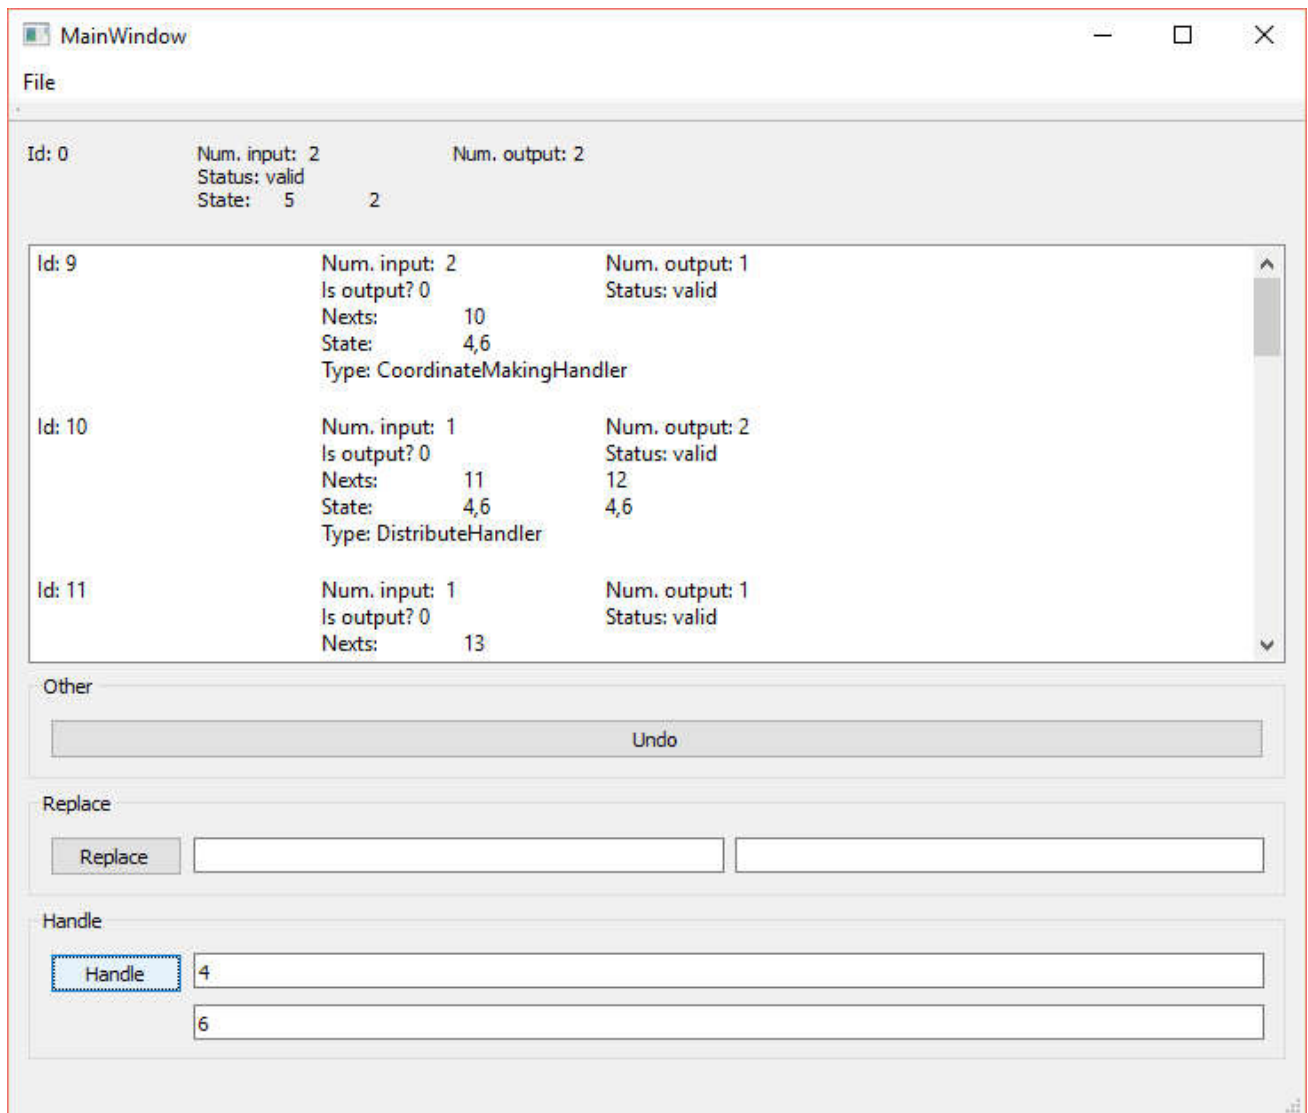 MainWindow
File
Id: 0 Num. input: 2 Num. output: 2
Status: valid
State: 5 2
Id: 9 Num. input: 2 Num. output: 1
Is output? 0 Status: valid
Nexts: 10
State: 4,6
Type: CoordinateMakingHandler
Id: 10 Num. input: 1 Num. output: 2
Is output? 0 Status: valid
Nexts: 11 12
State: 4,6 4,6
Type: DistributeHandler
Id: 11 Num. input: 1 Num. output: 1
Is output? 0 Status: valid
Nexts: 13
Other
Undo
Replace
Replace
Handle
Handle 4
6